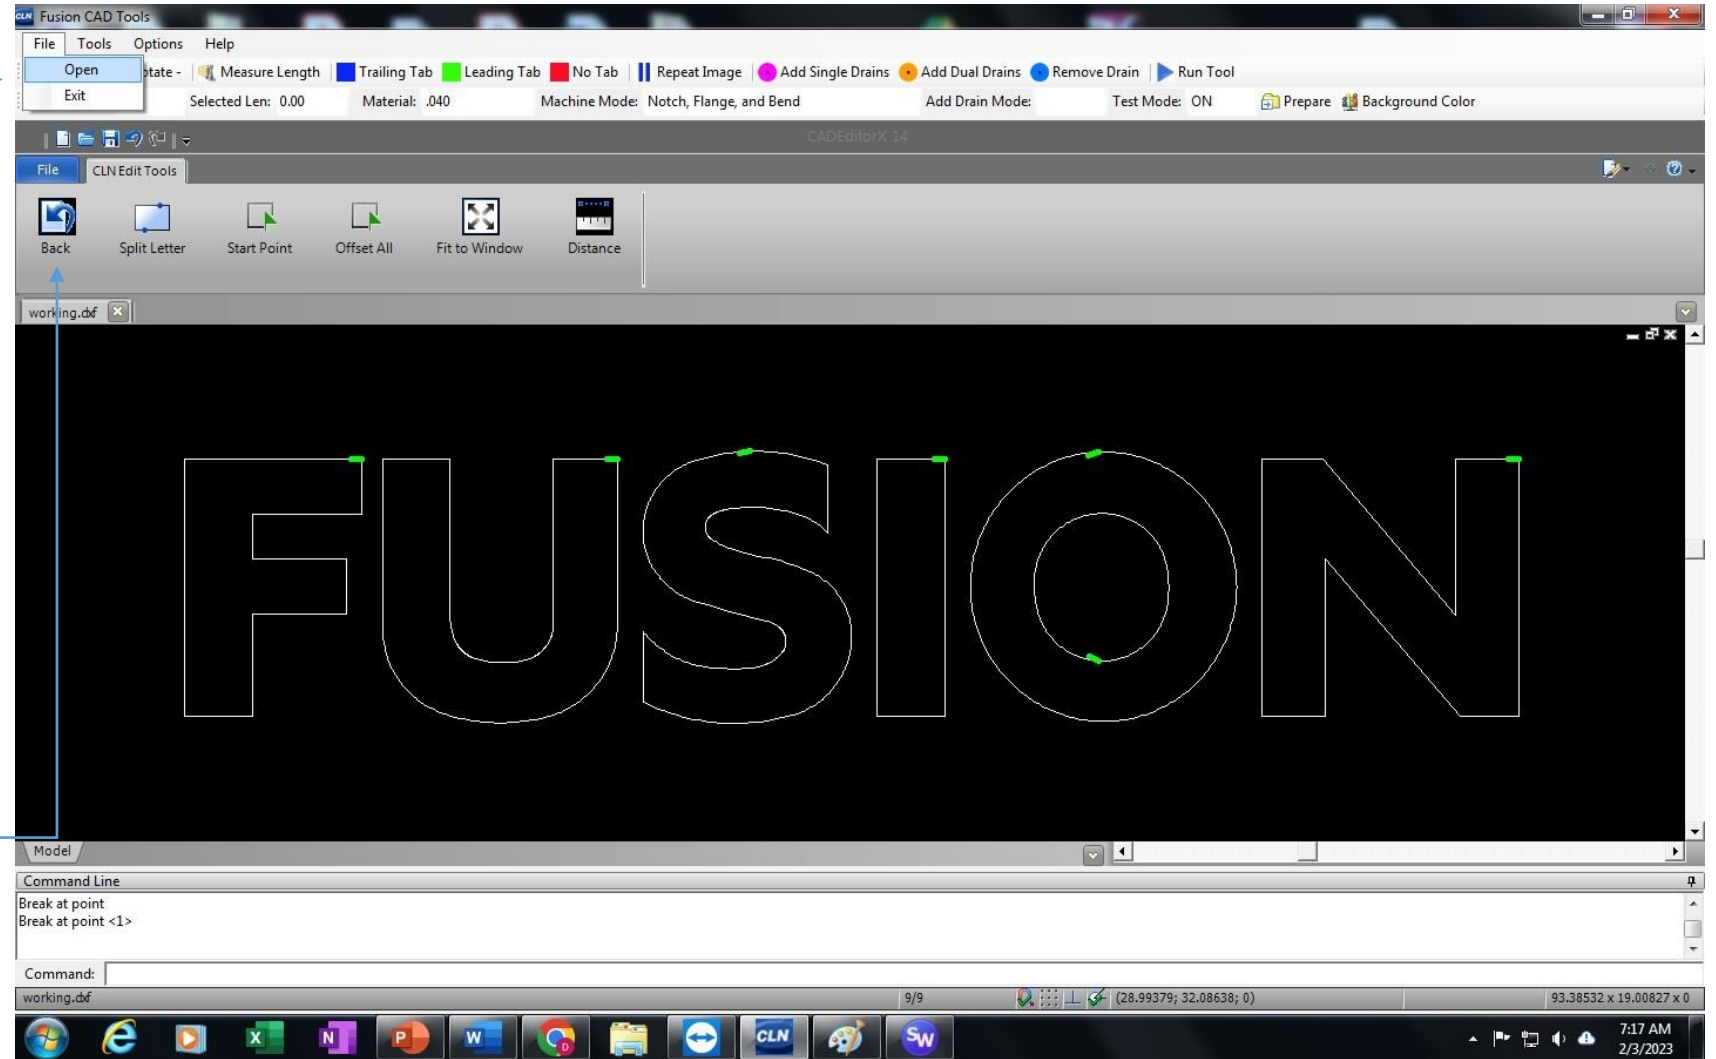 CLN Fusion CAD Tools
File Tools Options Help
Open
Exit
tate - Measure Length Trailing Tab Leading Tab No Tab Repeat Image Add Single Drains Add Dual Drains Remove Drain Run Tool
Selected Len: 0.00 Material: .040 Machine Mode: Notch, Flange, and Bend Add Drain Mode: Test Mode: ON Prepare Background Color
CADEditorX 14
File CLN Edit Tools
Back Split Letter Start Point Offset All Fit to Window Distance
working.dxf
FUSION
Model
Command Line
Break at point
Break at point <1>
Command:
working.dxf 9/9 (28.99379; 32.08638; 0) 93.38532 x 19.00827 x 0
CLN SW
7:17 AM
2/3/2023